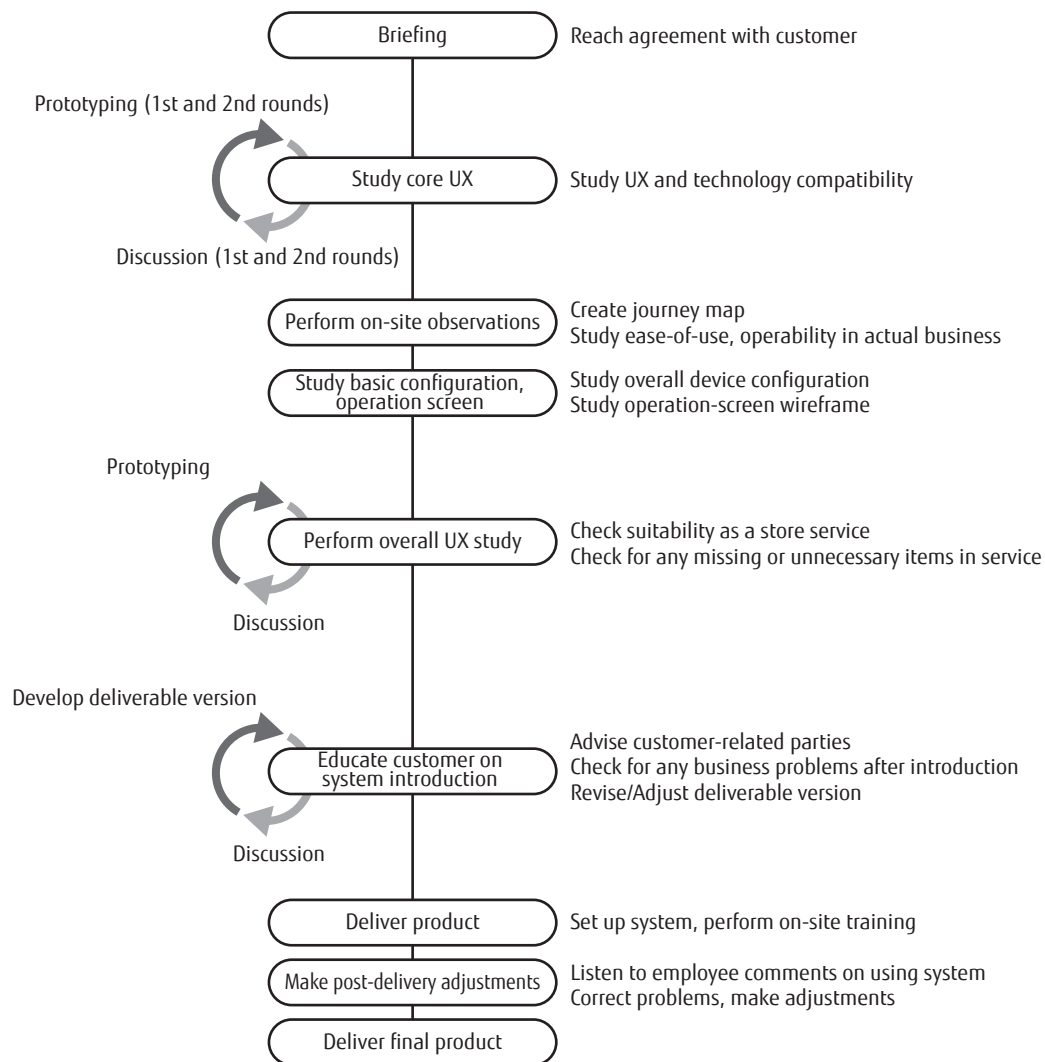 Briefing
Reach agreement with customer
Prototyping (1st and 2nd rounds)
Study core UX
Study UX and technology compatibility
Discussion (1st and 2nd rounds)
Perform on-site observations
Create journey map
Study ease-of-use, operability in actual business
Study basic configuration,
operation screen
Study overall device configuration
Study operation-screen wireframe
Prototyping
Perform overall UX study
Check suitability as a store service
Check for any missing or unnecessary items in service
Discussion
Develop deliverable version
Educate customer on
system introduction
Advise customer-related parties
Check for any business problems after introduction
Revise/Adjust deliverable version
Discussion
Deliver product
Set up system, perform on-site training
Make post-delivery adjustments
Listen to employee comments on using system
Correct problems, make adjustments
Deliver final product